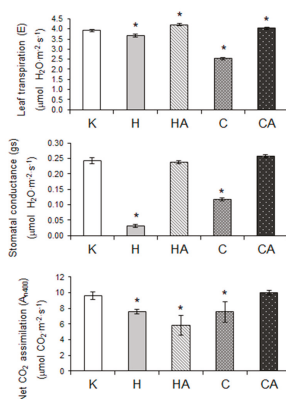 Leaf transpiration (E)
(µmol H₂O·m⁻²·s⁻¹)
4.5
4.0
3.5
3.0
2.5
2.0
1.5
1.0
0.5
0.0
* * * *
K H HA C CA
Stomatal conductance (gs)
(µmol H₂O·m⁻²·s⁻¹)
0.30
0.25
0.20
0.15
0.10
0.05
0.00
* *
K H HA C CA
Net CO₂ assimilation (Aₙ₄₀₀)
(µmol CO₂·m⁻²·s⁻¹)
12
10
8
6
4
2
0
* * *
K H HA C CA